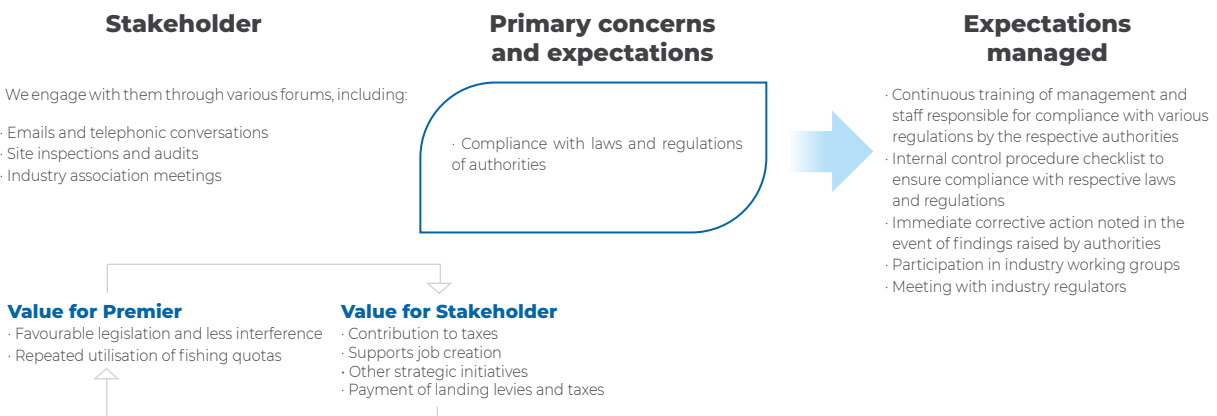 Stakeholder
We engage with them through various forums, including:
· Emails and telephonic conversations
· Site inspections and audits
· Industry association meetings
Primary concerns
and expectations
· Compliance with laws and regulations
of authorities
Expectations
managed
· Continuous training of management and
staff responsible for compliance with various
regulations by the respective authorities
· Internal control procedure checklist to
ensure compliance with respective laws
and regulations
· Immediate corrective action noted in the
event of findings raised by authorities
· Participation in industry working groups
· Meeting with industry regulators
Value for Premier
· Favourable legislation and less interference
· Repeated utilisation of fishing quotas
Value for Stakeholder
· Contribution to taxes
· Supports job creation
· Other strategic initiatives
· Payment of landing levies and taxes